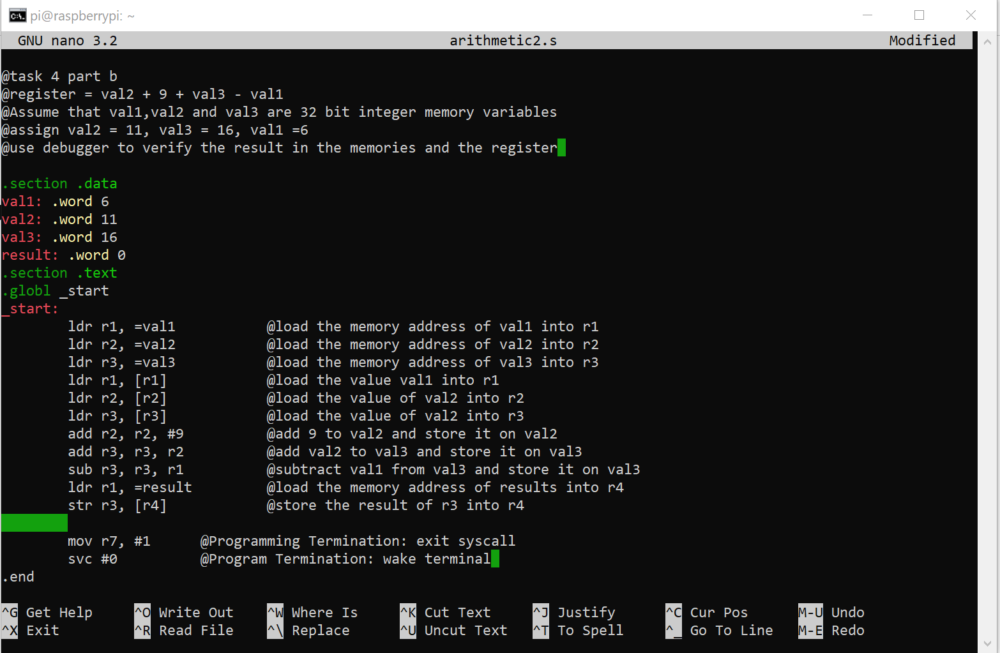 pi@raspberrypi: ~
GNU nano 3.2 arithmetic2.s Modified
@task 4 part b
@register = val2 + 9 + val3 - val1
@Assume that val1,val2 and val3 are 32 bit integer memory variables
@assign val2 = 11, val3 = 16, val1 =6
@use debugger to verify the result in the memories and the register
.section .data
val1: .word 6
val2: .word 11
val3: .word 16
result: .word 0
.section .text
.globl _start
_start:
ldr r1, =val1 @load the memory address of val1 into r1
ldr r2, =val2 @load the memory address of val2 into r2
ldr r3, =val3 @load the memory address of val3 into r3
ldr r1, [r1] @load the value val1 into r1
ldr r2, [r2] @load the value of val2 into r2
ldr r3, [r3] @load the value of val2 into r3
add r2, r2, #9 @add 9 to val2 and store it on val2
add r3, r3, r2 @add val2 to val3 and store it on val3
sub r3, r3, r1 @subtract val1 from val3 and store it on val3
ldr r1, =result @load the memory address of results into r4
str r3, [r4] @store the result of r3 into r4
mov r7, #1 @Programming Termination: exit syscall
svc #0 @Program Termination: wake terminal
.end
^G Get Help ^O Write Out ^W Where Is ^K Cut Text ^J Justify ^C Cur Pos M-U Undo
^X Exit ^R Read File ^\ Replace ^U Uncut Text ^T To Spell ^_ Go To Line M-E Redo